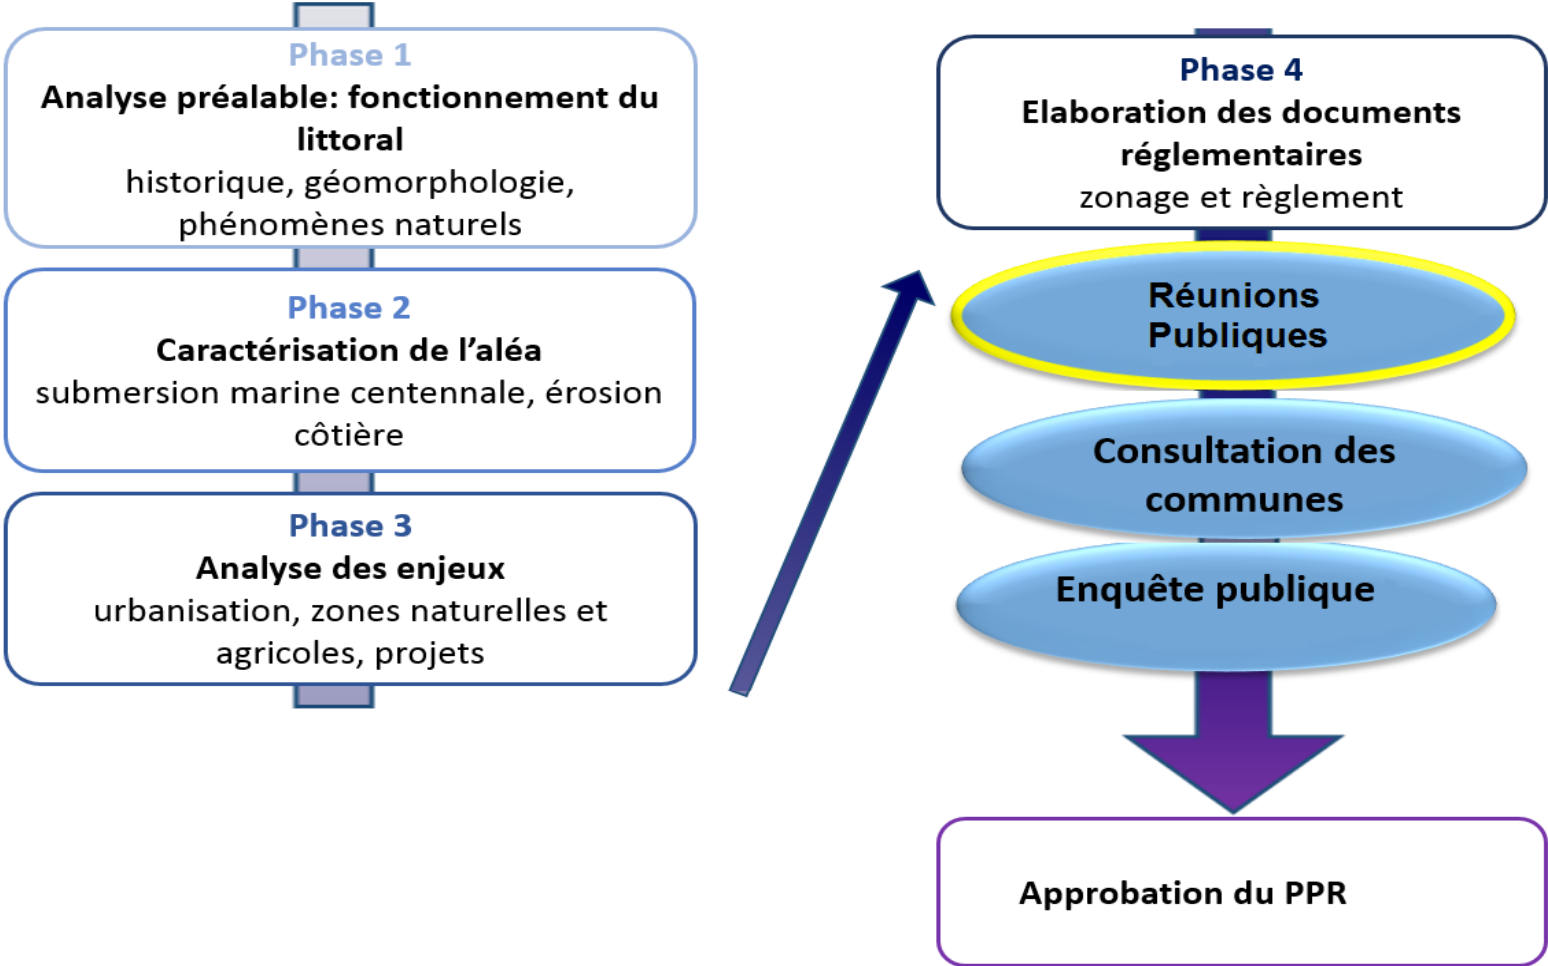 Phase 1
Analyse préalable: fonctionnement du
littoral
historique, géomorphologie,
phénomènes naturels
Phase 2
Caractérisation de l’aléa
submersion marine centennale, érosion
côtière
Phase 3
Analyse des enjeux
urbanisation, zones naturelles et
agricoles, projets
Phase 4
Elaboration des documents
réglementaires
zonage et règlement
Réunions
Publiques
Consultation des
communes
Enquête publique
Approbation du PPR